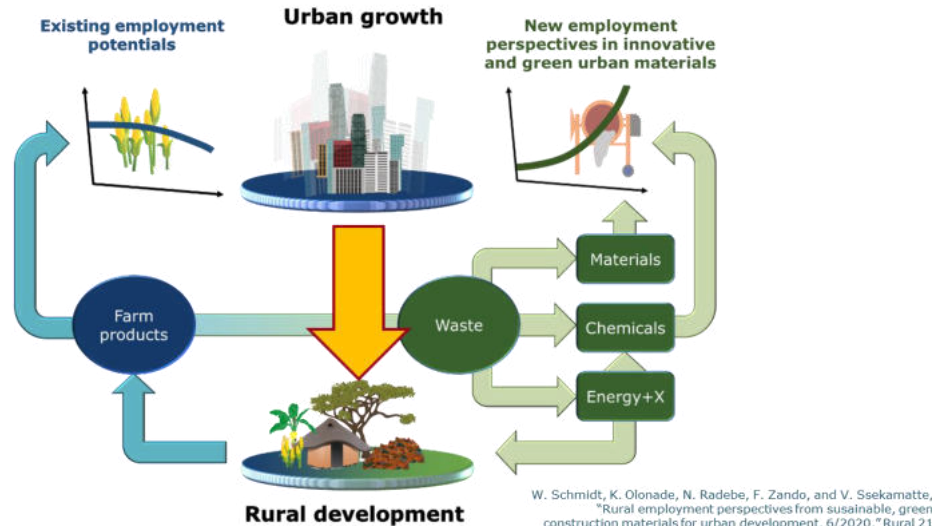 Urban growth
Existing employment
potentials
New employment
perspectives in innovative
and green urban materials
Materials
Farm
products
Waste
Chemicals
Energy+X
Rural development
W. Schmidt, K. Olonade, N. Radebe, F. Zando, and V. Ssekamatte,
"Rural employment perspectives from susainable, green
construction materials for urban development, 6/2020,"Rural 21